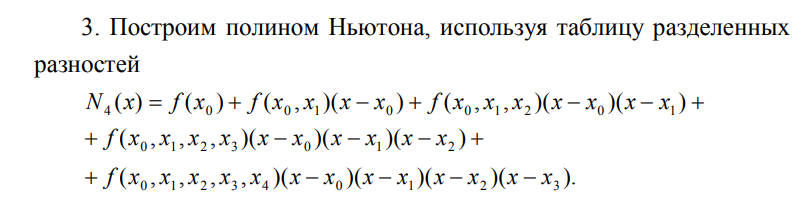 3. Построим полином Ньютона, используя таблицу разделенных
разностей
N₄(x) = f(x₀) + f(x₀, x₁)(x − x₀) + f(x₀, x₁, x₂)(x − x₀)(x − x₁) +
+ f(x₀, x₁, x₂, x₃)(x − x₀)(x − x₁)(x − x₂) +
+ f(x₀, x₁, x₂, x₃, x₄)(x − x₀)(x − x₁)(x − x₂)(x − x₃).